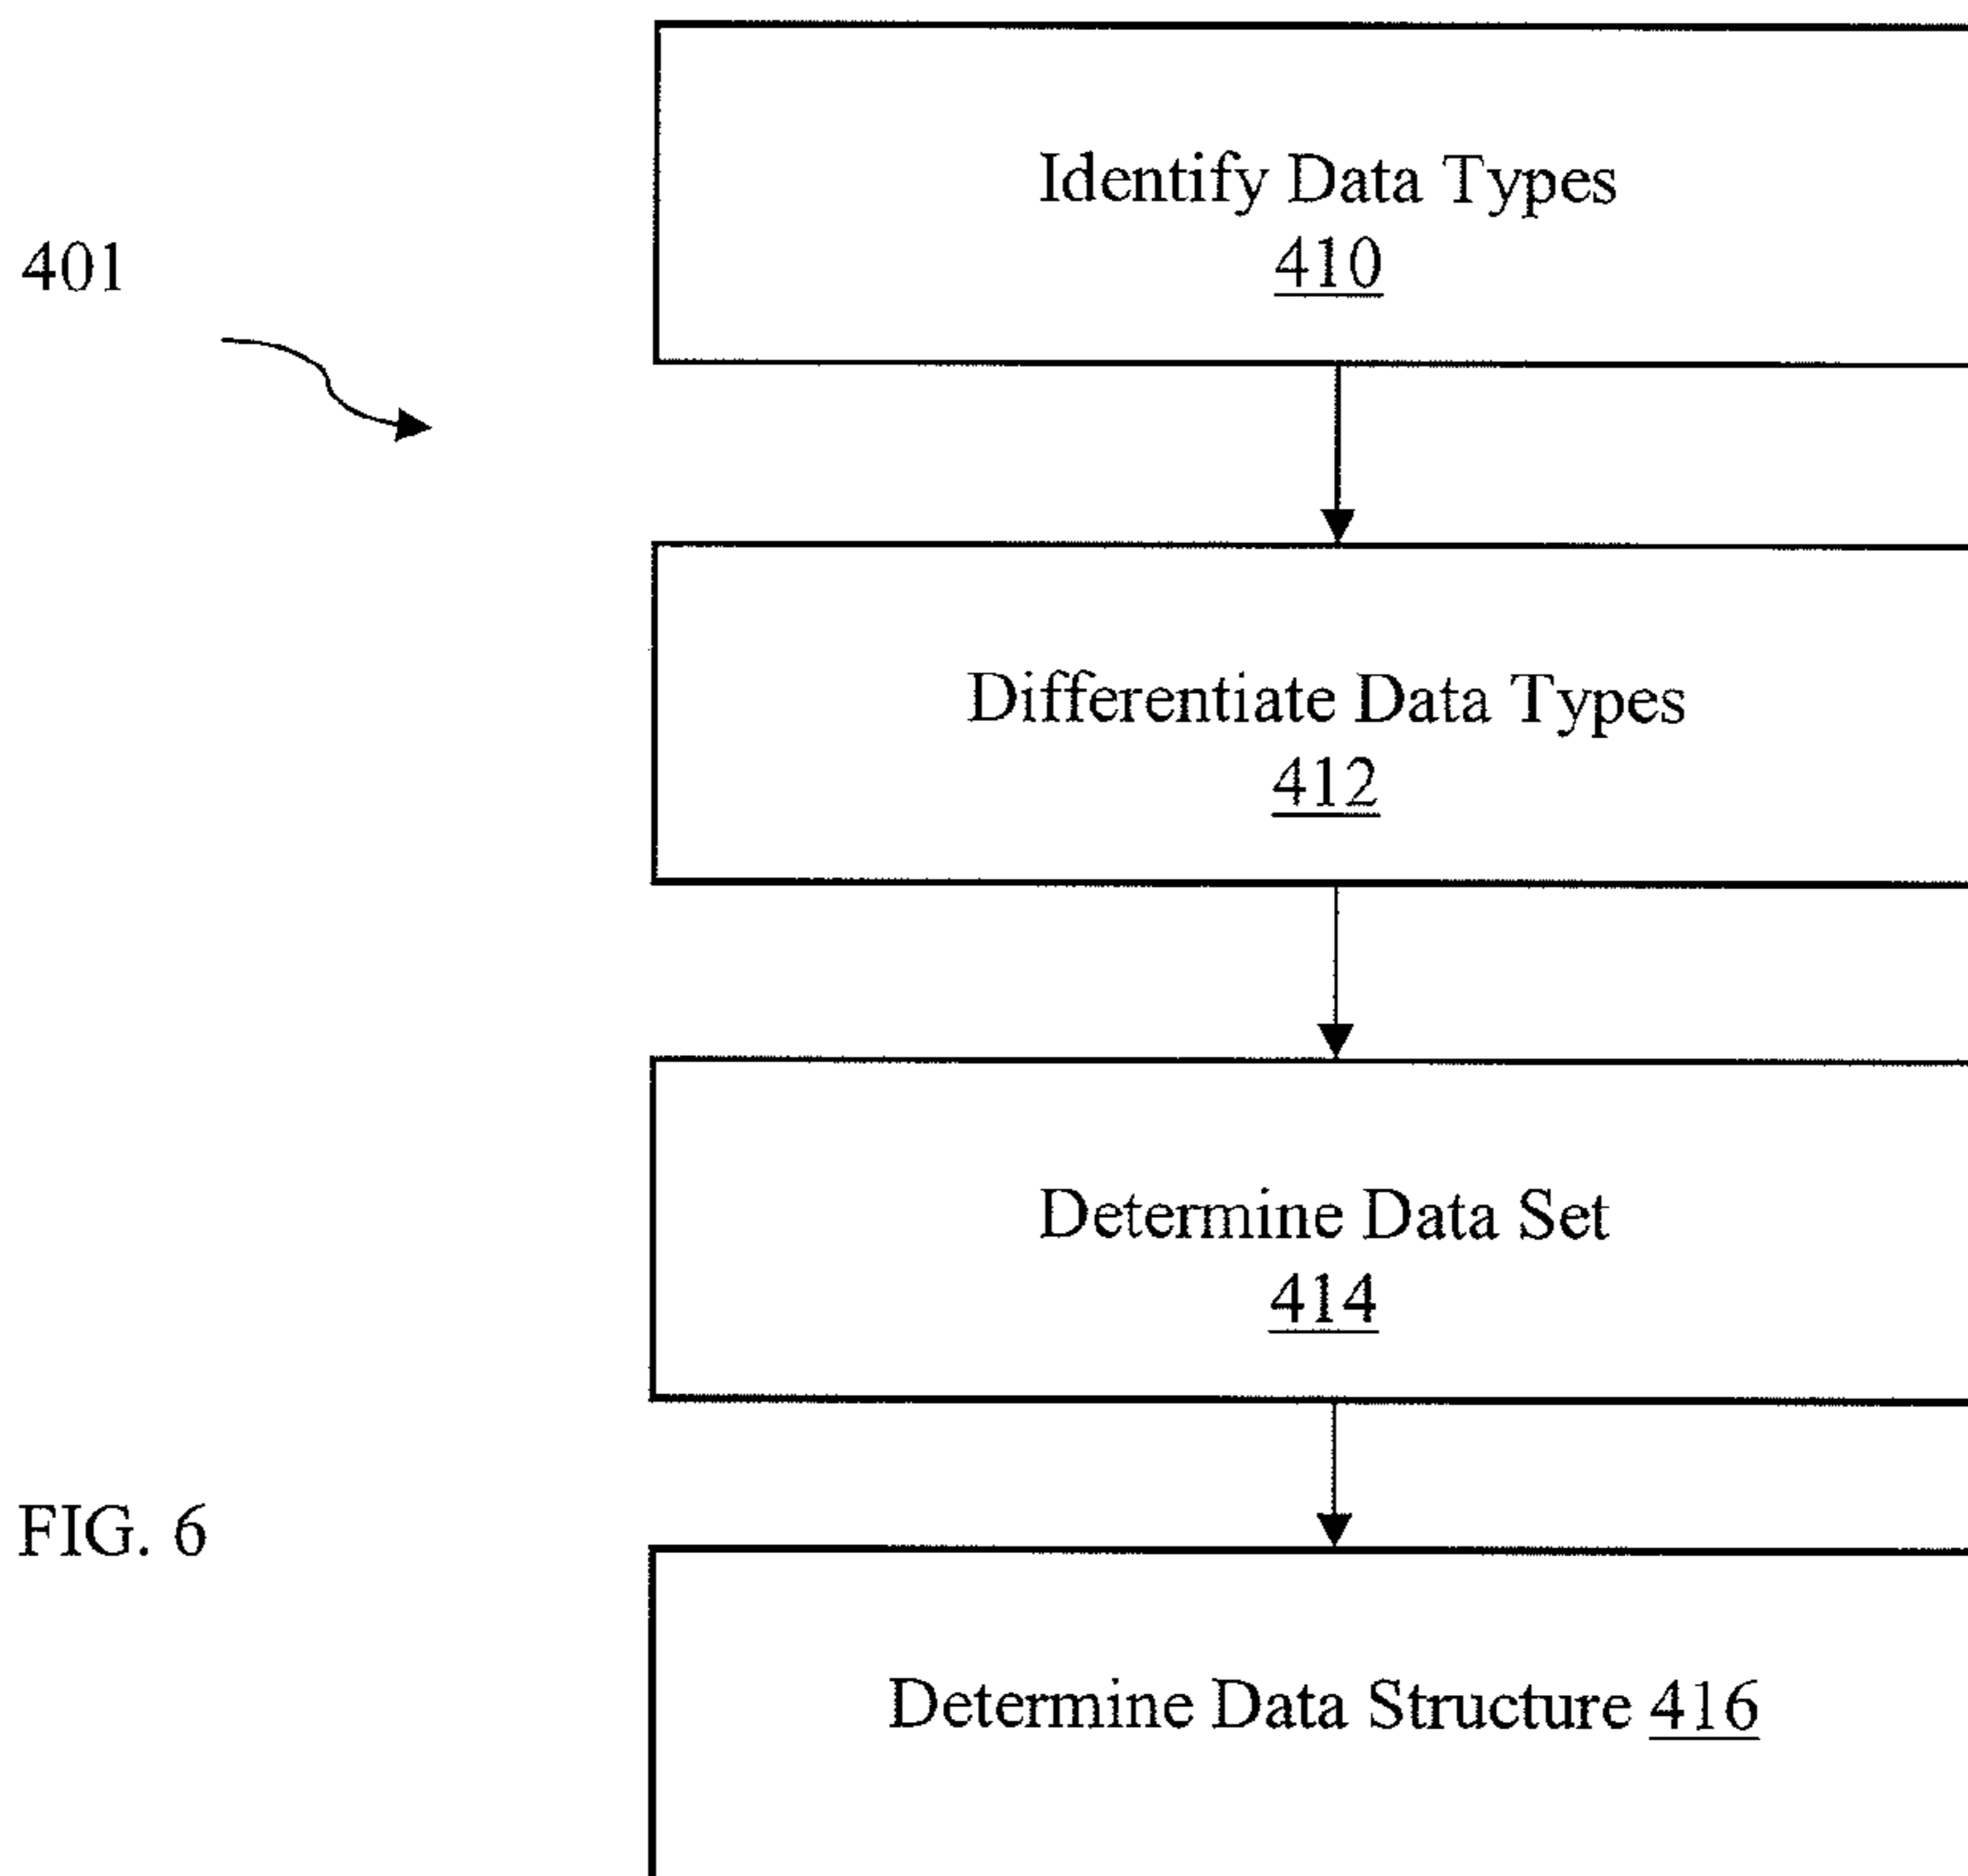 Identify Data Types
410
401
Differentiate Data Types
412
Determine Data Set
414
FIG. 6
Determine Data Structure 416